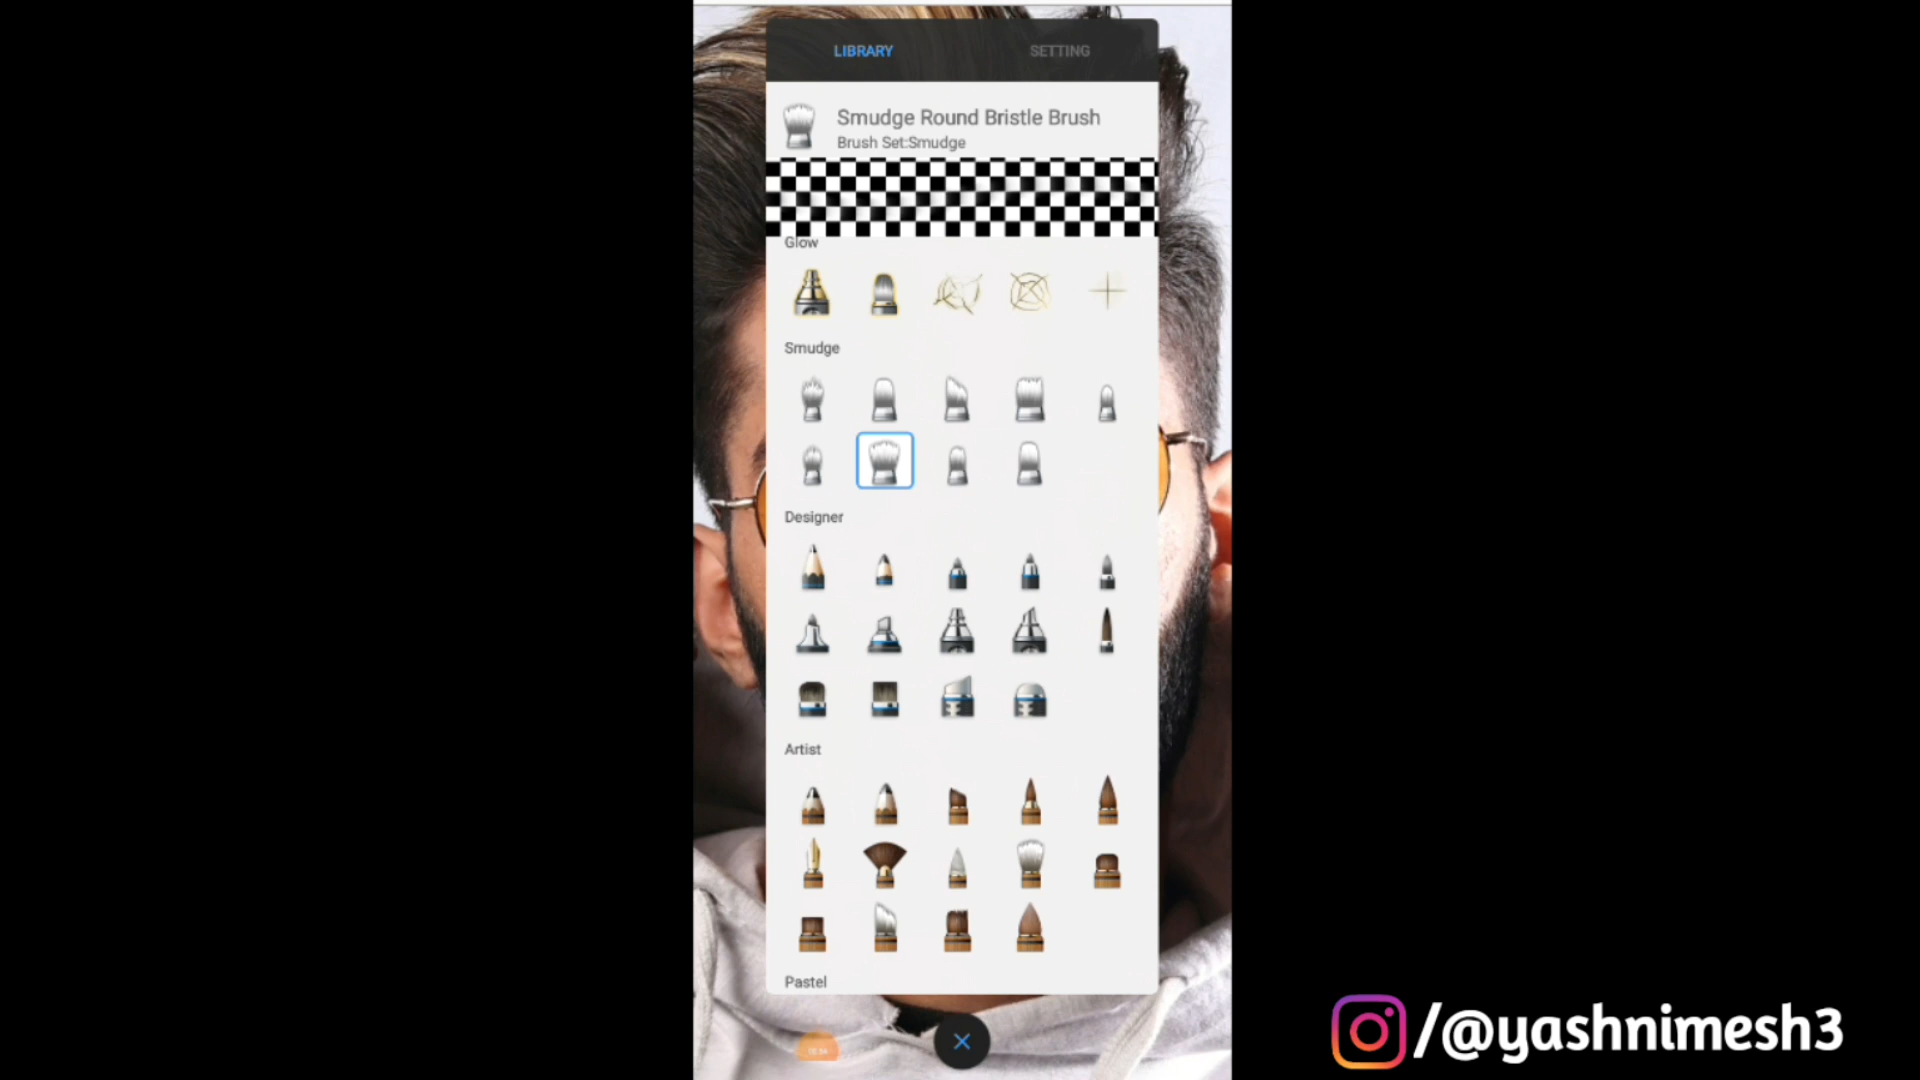 LIBRARY SETTING
Smudge Round Bristle Brush
Brush Set:Smudge
Glow
Smudge
Designer
Artist
Pastel
/@yashnimesh3